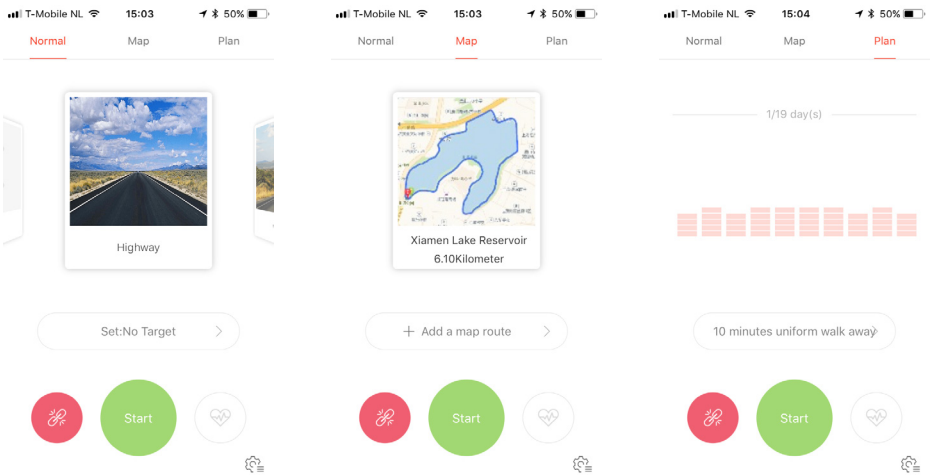 T-Mobile NL 15:03 50%
Normal Map Plan
Highway
Set:No Target
Start
T-Mobile NL 15:03 50%
Normal Map Plan
Xiamen Lake Reservoir
6.10Kilometer
+ Add a map route
Start
T-Mobile NL 15:04 50%
Normal Map Plan
1/19 day(s)
10 minutes uniform walk away
Start